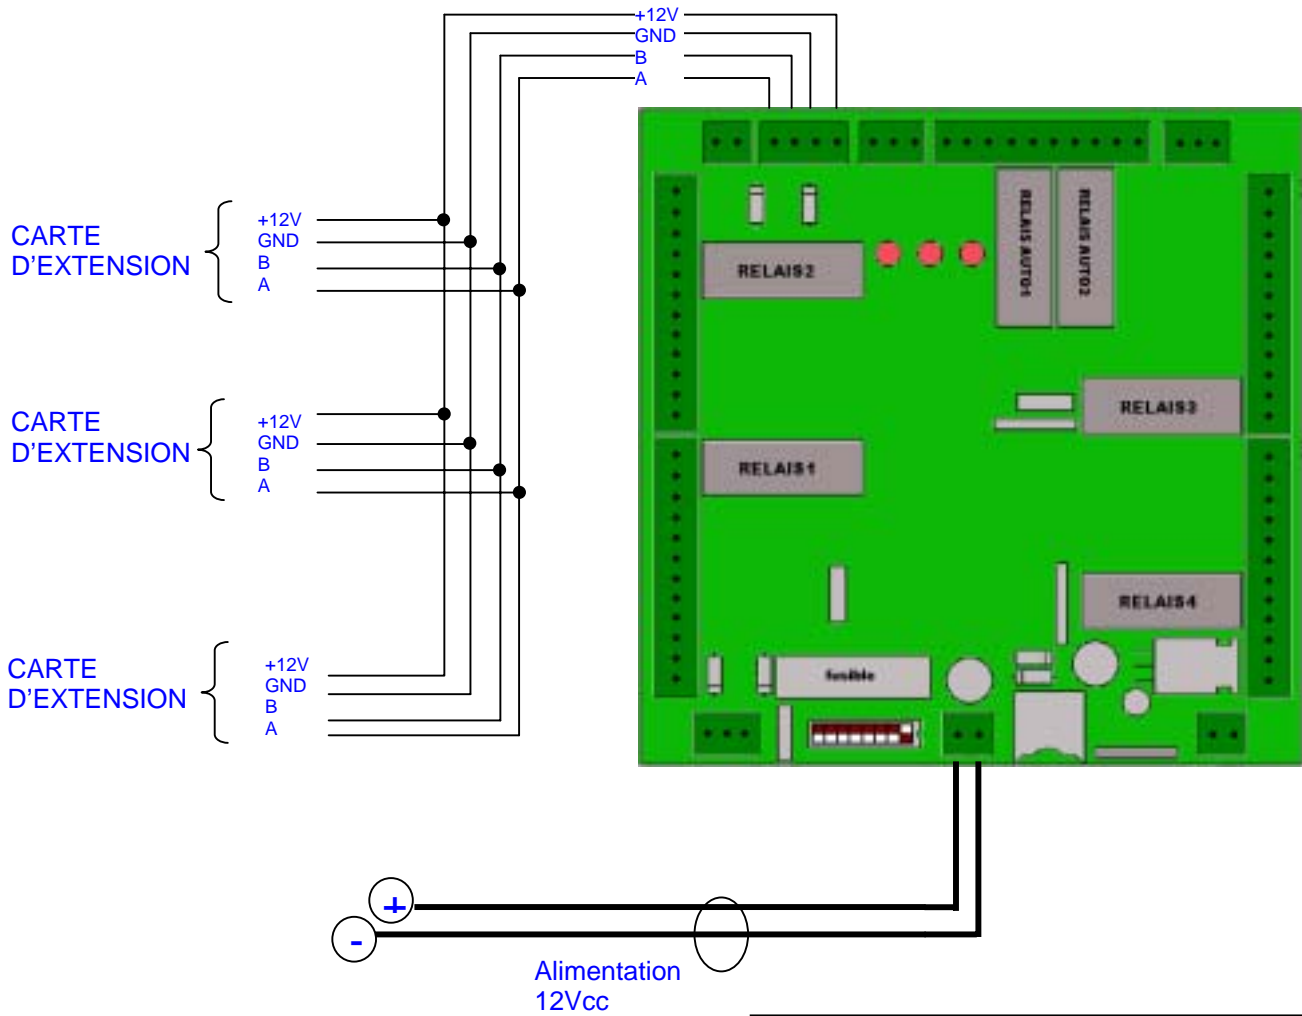 +12V
GND
B
A
CARTE
D'EXTENSION
+12V
GND
B
A
CARTE
D'EXTENSION
+12V
GND
B
A
CARTE
D'EXTENSION
+12V
GND
B
A
RELAIS2
RELAIS AUTO1
RELAIS AUTO2
RELAIS3
RELAIS1
RELAIS4
fusible
+
-
Alimentation
12Vcc